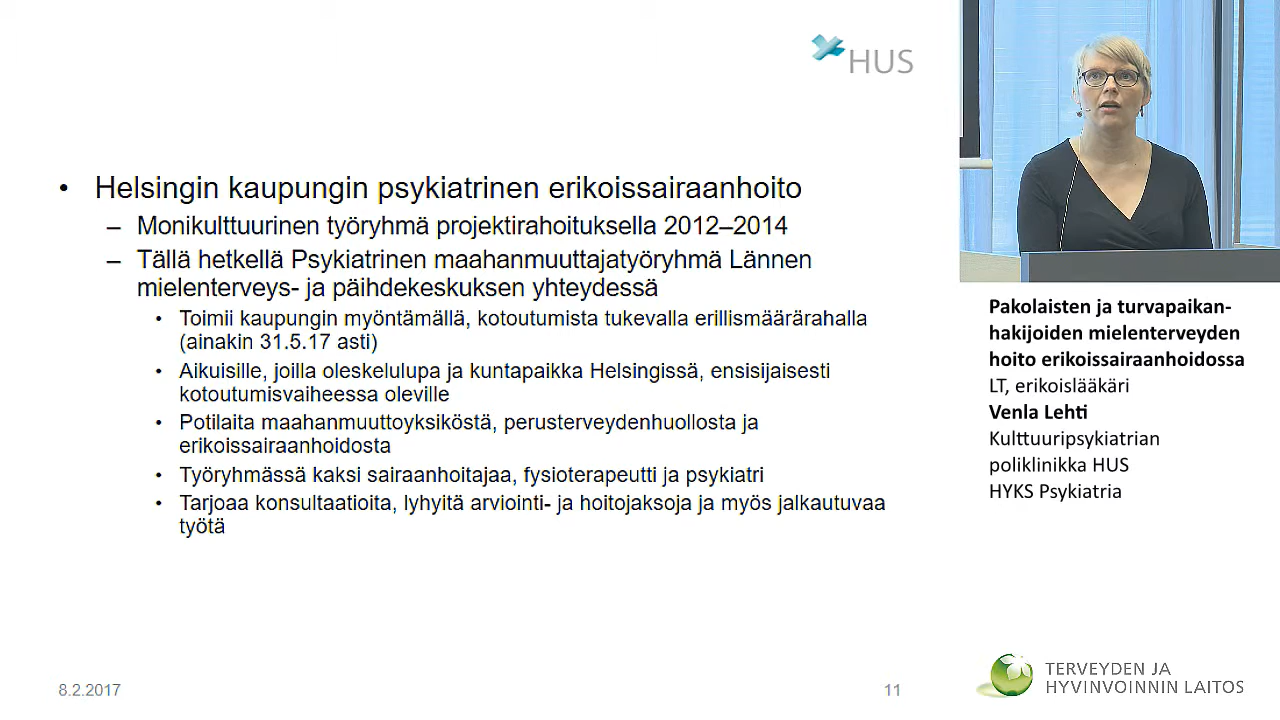 HUS
• Helsingin kaupungin psykiatrinen erikoissairaanhoito
– Monikulttuurinen työryhmä projektirahoituksella 2012–2014
– Tällä hetkellä Psykiatrinen maahanmuuttajatyöryhmä Lännen
mielenterveys- ja päihdekeskuksen yhteydessä
• Toimii kaupungin myöntämällä, kotoutumista tukevalla erillismäärärahalla
(ainakin 31.5.17 asti)
• Aikuisille, joilla oleskelulupa ja kuntapaikka Helsingissä, ensisijaisesti
kotoutumisvaiheessa oleville
• Potilaita maahanmuuttoyksiköstä, perusterveydenhuollosta ja
erikoissairaanhoidosta
• Työryhmässä kaksi sairaanhoitajaa, fysioterapeutti ja psykiatri
• Tarjoaa konsultaatioita, lyhyitä arviointi- ja hoitojaksoja ja myös jalkautuvaa
työtä
8.2.2017
11
Pakolaisten ja turvapaikan-
hakijoiden mielenterveyden
hoito erikoissairaanhoidossa
LT, erikoislääkäri
Venla Lehti
Kulttuuripsykiatrian
poliklinikka HUS
HYKS Psykiatria
TERVEYDEN JA
HYVINVOINNIN LAITOS